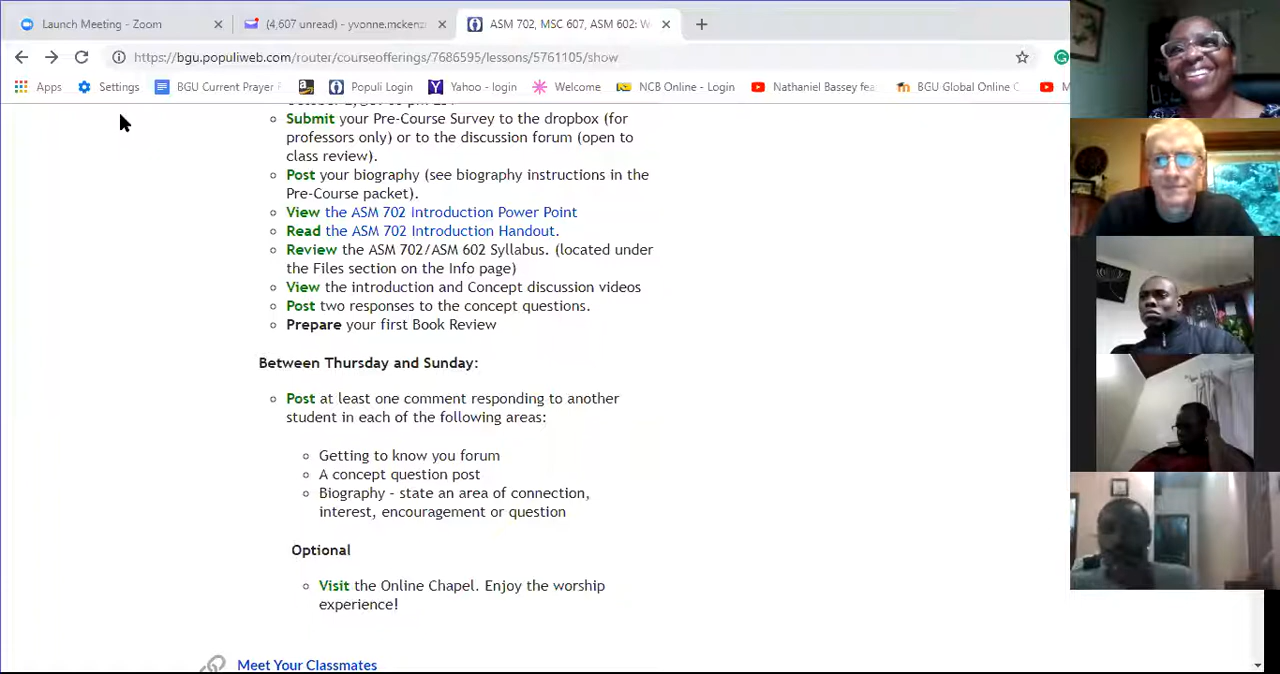 Launch Meeting - Zoom
(4,607 unread) - yvonne.mckenz
ASM 702, MSC 607, ASM 602: W
https://bgu.populiweb.com/router/courseofferings/7686595/lessons/5761105/show
Apps Settings BGU Current Prayer F Populi Login Yahoo - login Welcome NCB Online - Login Nathaniel Bassey fea BGU Global Online C M
Submit your Pre-Course Survey to the dropbox (for
professors only) or to the discussion forum (open to
class review).
Post your biography (see biography instructions in the
Pre-Course packet).
View the ASM 702 Introduction Power Point
Read the ASM 702 Introduction Handout.
Review the ASM 702/ASM 602 Syllabus. (located under
the Files section on the Info page)
View the introduction and Concept discussion videos
Post two responses to the concept questions.
Prepare your first Book Review
Between Thursday and Sunday:
Post at least one comment responding to another
student in each of the following areas:
Getting to know you forum
A concept question post
Biography - state an area of connection,
interest, encouragement or question
Optional
Visit the Online Chapel. Enjoy the worship
experience!
Meet Your Classmates